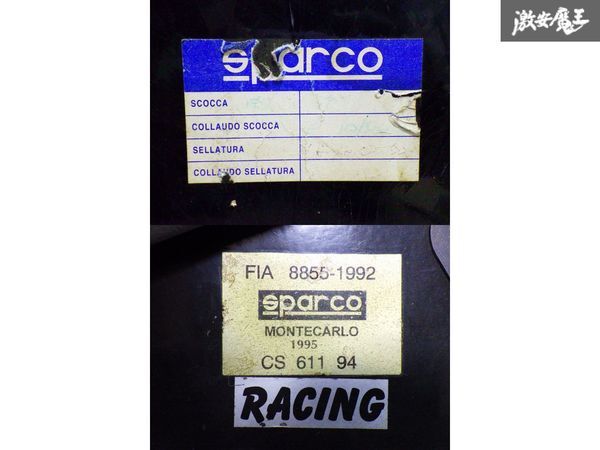 激安魔王
sparco
SCOCCA
COLLAUDO SCOCCA
SELLATURA
COLLAUDO SELLATURA
FIA 8855-1992
sparco
MONTECARLO
1995
CS 611 94
RACING